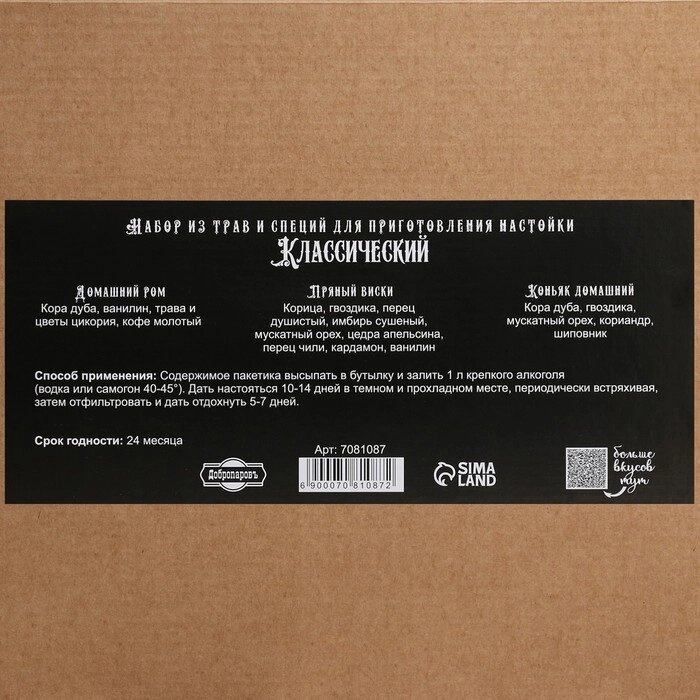 Набор из трав и специй для приготовления настойки
Классический
Домашний ром
Кора дуба, ванилин, трава и
цветы цикория, кофе молотый
Пряный виски
Корица, гвоздика, перец
душистый, имбирь сушеный,
мускатный орех, цедра апельсина,
перец чили, кардамон, ванилин
Коньяк домашний
Кора дуба, гвоздика,
мускатный орех, кориандр,
шиповник
Способ применения: Содержимое пакетика высыпать в бутылку и залить 1 л крепкого алкоголя
(водка или самогон 40-45°). Дать настояться 10-14 дней в темном и прохладном месте, периодически встряхивая,
затем отфильтровать и дать отдохнуть 5-7 дней.
Срок годности: 24 месяца
Добропаровъ
Арт: 7081087
6 900070 810872
SIMA
LAND
больше
вкусов
тут